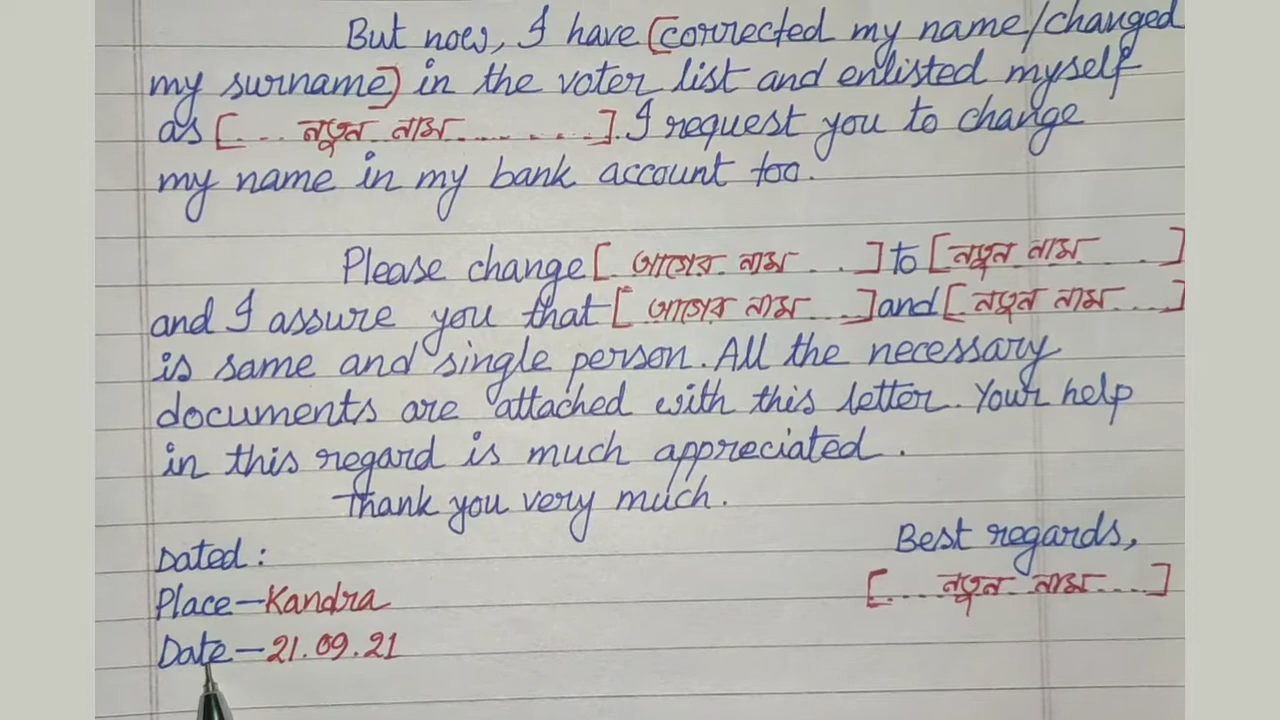 But now, I have (corrected my name/changed
my surname) in the voter list and enlisted myself
as [... নতুন নাম ........]. I request you to change
my name in my bank account too.
Please change [ আগের নাম ...] to [নতুন নাম ...]
and I assure you that [ আগের নাম ...] and [ নতুন নাম ...]
is same and single person. All the necessary
documents are attached with this letter. Your help
in this regard is much appreciated.
Thank you very much.
Dated :
Best regards,
Place—Kandra
[.... নতুন নাম ....]
Date—21.09.21